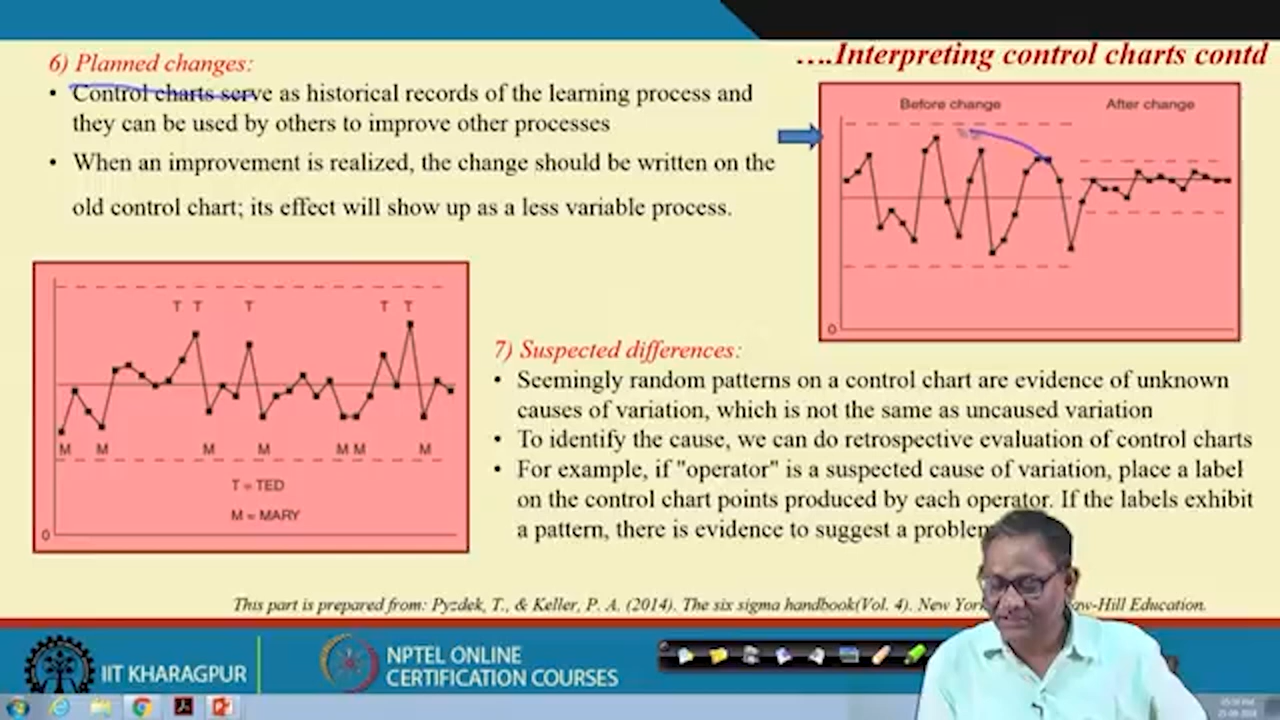 ….Interpreting control charts contd
6) Planned changes:
• Control charts serve as historical records of the learning process and
they can be used by others to improve other processes
• When an improvement is realized, the change should be written on the
old control chart; its effect will show up as a less variable process.
Before change
After change
0
T T T T T
M M M M M M M
T = TED
M = MARY
0
7) Suspected differences:
• Seemingly random patterns on a control chart are evidence of unknown
causes of variation, which is not the same as uncaused variation
• To identify the cause, we can do retrospective evaluation of control charts
• For example, if "operator" is a suspected cause of variation, place a label
on the control chart points produced by each operator. If the labels exhibit
a pattern, there is evidence to suggest a problem
This part is prepared from: Pyzdek, T., & Keller, P. A. (2014). The six sigma handbook(Vol. 4). New York aw-Hill Education.
IIT KHARAGPUR
NPTEL ONLINE
CERTIFICATION COURSES